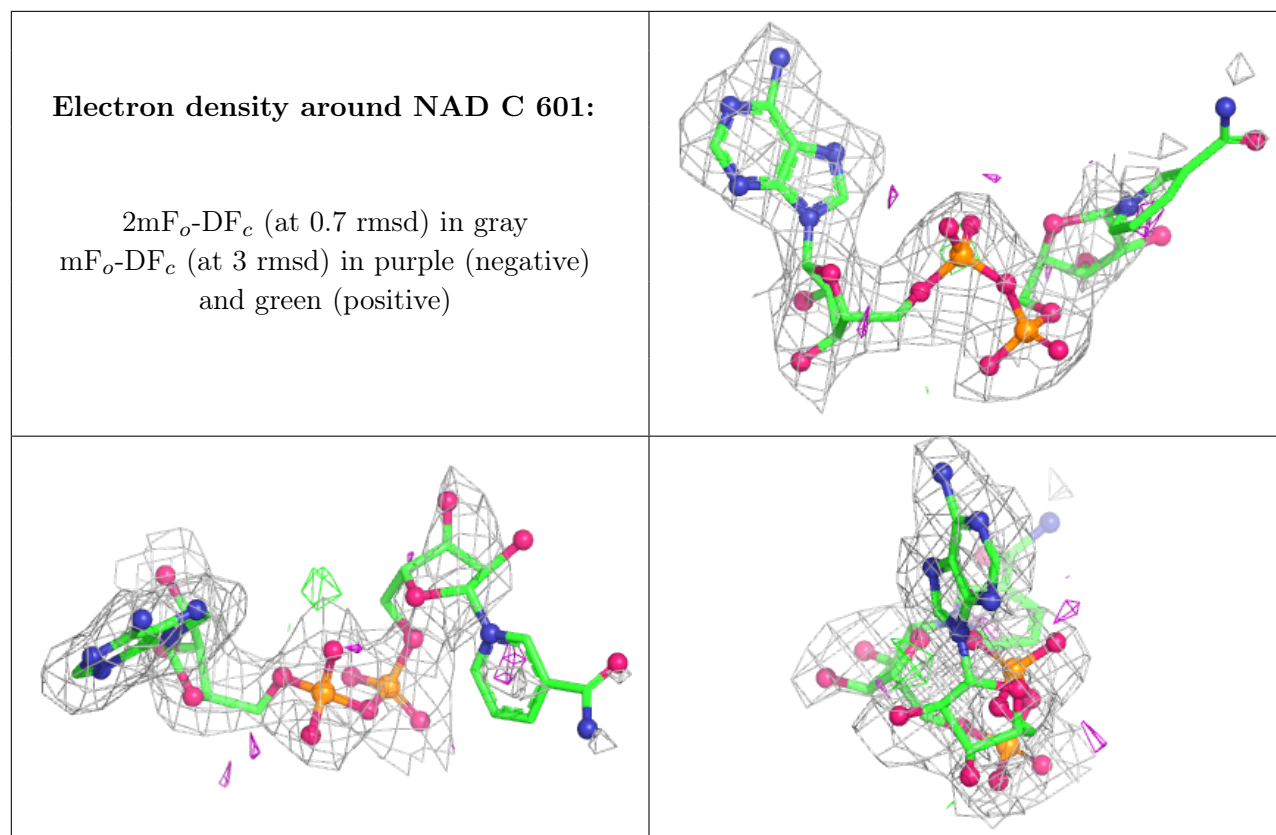 Electron density around NAD C 601:
2mFₒ-DF𝒸 (at 0.7 rmsd) in gray
mFₒ-DF𝒸 (at 3 rmsd) in purple (negative)
and green (positive)